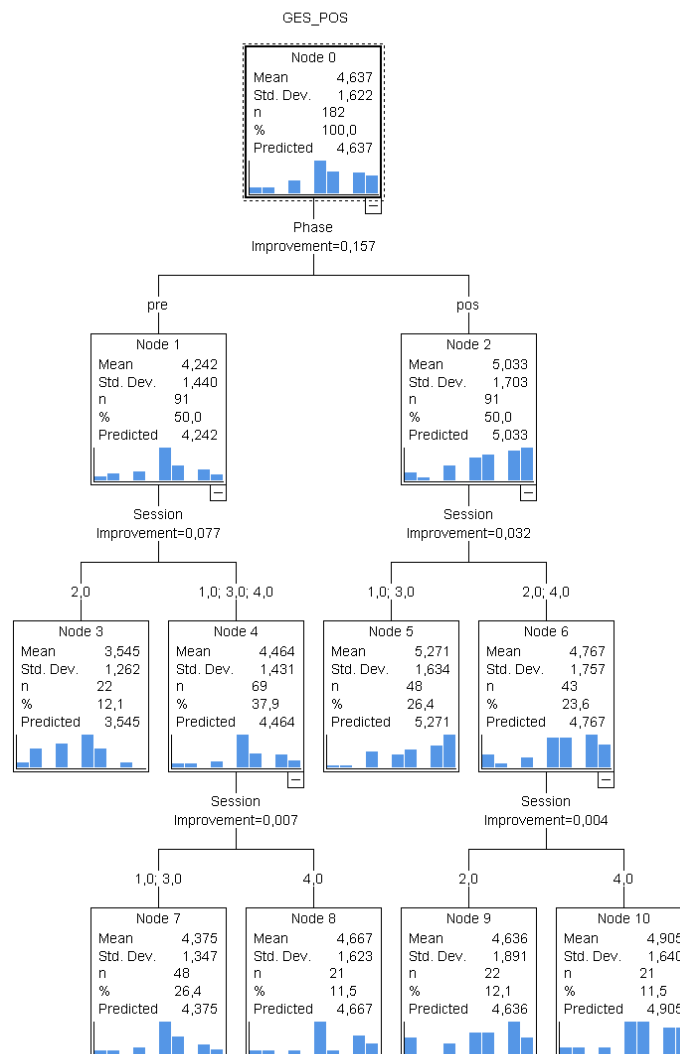 GES_POS
Node 0
Mean 4,637
Std. Dev. 1,622
n 182
% 100,0
Predicted 4,637
Phase
Improvement=0,157
pre pos
Node 1
Mean 4,242
Std. Dev. 1,440
n 91
% 50,0
Predicted 4,242
Node 2
Mean 5,033
Std. Dev. 1,703
n 91
% 50,0
Predicted 5,033
Session
Improvement=0,077
Session
Improvement=0,032
2,0 1,0; 3,0; 4,0 1,0; 3,0 2,0; 4,0
Node 3
Mean 3,545
Std. Dev. 1,262
n 22
% 12,1
Predicted 3,545
Node 4
Mean 4,464
Std. Dev. 1,431
n 69
% 37,9
Predicted 4,464
Node 5
Mean 5,271
Std. Dev. 1,634
n 48
% 26,4
Predicted 5,271
Node 6
Mean 4,767
Std. Dev. 1,757
n 43
% 23,6
Predicted 4,767
Session
Improvement=0,007
Session
Improvement=0,004
1,0; 3,0 4,0 2,0 4,0
Node 7
Mean 4,375
Std. Dev. 1,347
n 48
% 26,4
Predicted 4,375
Node 8
Mean 4,667
Std. Dev. 1,623
n 21
% 11,5
Predicted 4,667
Node 9
Mean 4,636
Std. Dev. 1,891
n 22
% 12,1
Predicted 4,636
Node 10
Mean 4,905
Std. Dev. 1,640
n 21
% 11,5
Predicted 4,905